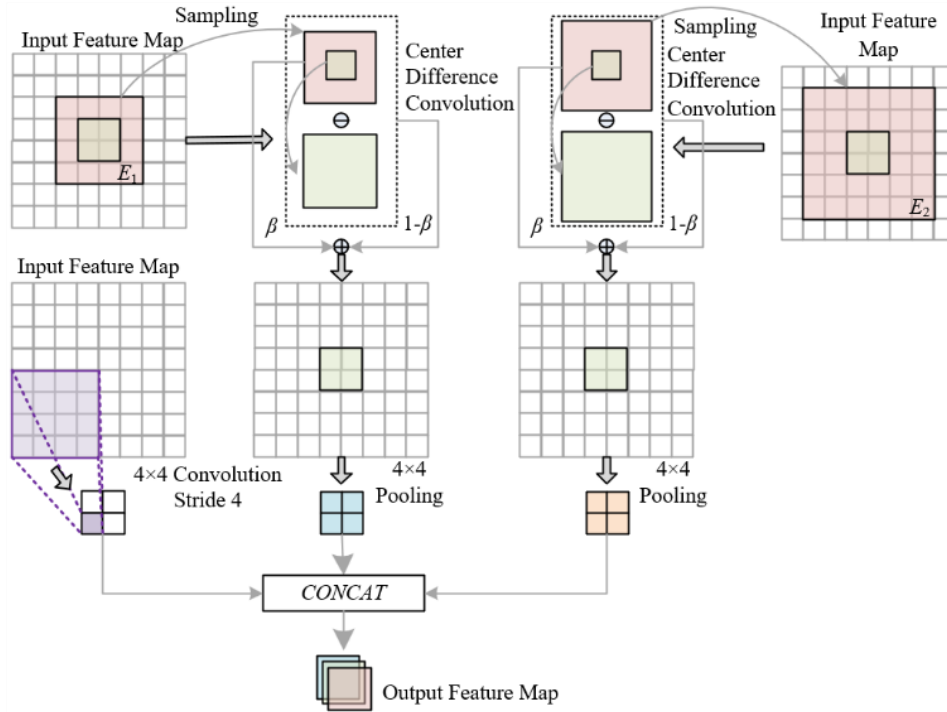 Input Feature Map
Sampling
E₁
Center
Difference
Convolution
⊖
β
1-β
⊕
Sampling
Center
Difference
Convolution
⊖
β
1-β
⊕
Input Feature
Map
E₂
Input Feature Map
4×4 Convolution
Stride 4
4×4
Pooling
4×4
Pooling
CONCAT
Output Feature Map